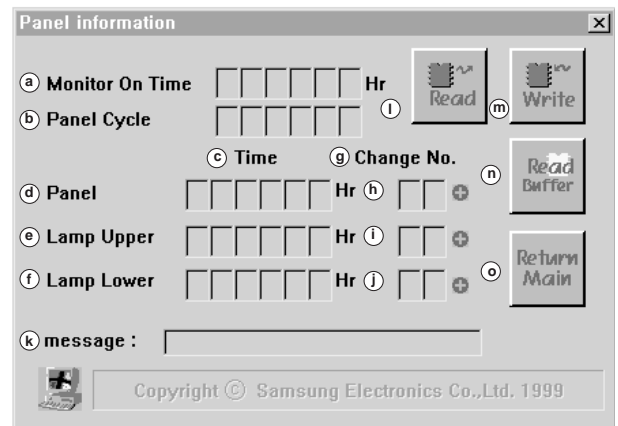 Panel information
a Monitor On Time Hr
b Panel Cycle
l Read
m Write
c Time g Change No.
d Panel Hr h
n Read Buffer
e Lamp Upper Hr i
f Lamp Lower Hr j
o Return Main
k message :
Copyright © Samsung Electronics Co.,Ltd. 1999